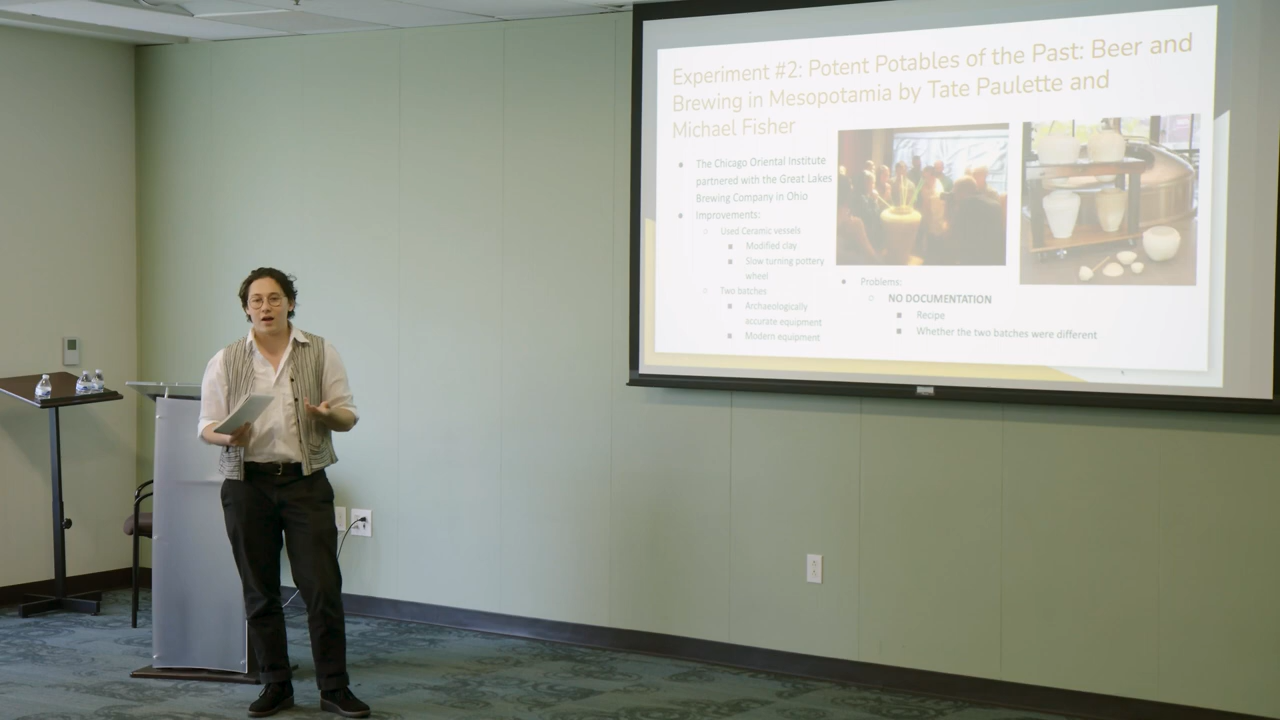 Experiment #2: Potent Potables of the Past: Beer and
Brewing in Mesopotamia by Tate Paulette and
Michael Fisher
● The Chicago Oriental Institute
partnered with the Great Lakes
Brewing Company in Ohio
● Improvements:
○ Used Ceramic vessels
■ Modified clay
■ Slow turning pottery
wheel
○ Two batches
■ Archaeologically
accurate equipment
■ Modern equipment
● Problems:
○ NO DOCUMENTATION
■ Recipe
■ Whether the two batches were different